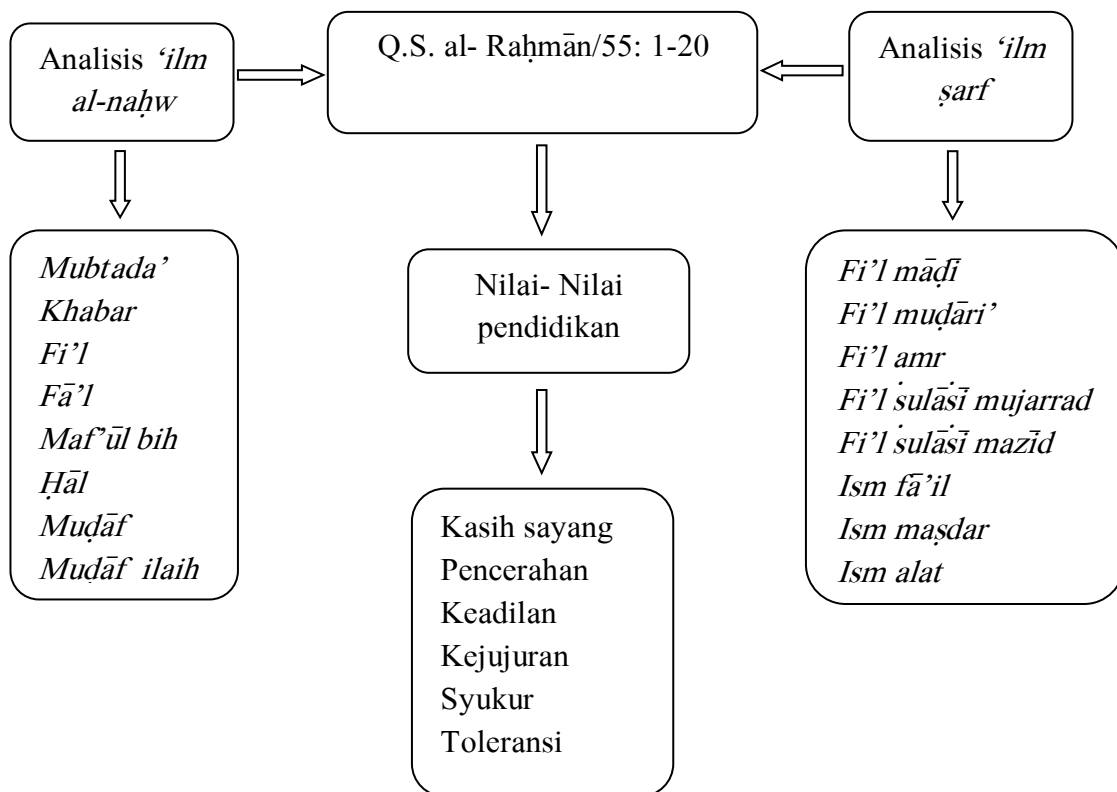 Analisis ‘ilm
al-naḥw
Q.S. al- Raḥmān/55: 1-20
Analisis ‘ilm
ṣarf
Mubtada’
Khabar
Fi’l
Fā’l
Maf’ūl bih
Ḥāl
Muḍāf
Muḍāf ilaih
Nilai- Nilai
pendidikan
Kasih sayang
Pencerahan
Keadilan
Kejujuran
Syukur
Toleransi
Fi’l māḍī
Fi’l muḍāri’
Fi’l amr
Fi’l ṡulāṡī mujarrad
Fi’l ṡulāṡī mazīd
Ism fā’il
Ism maṣdar
Ism alat